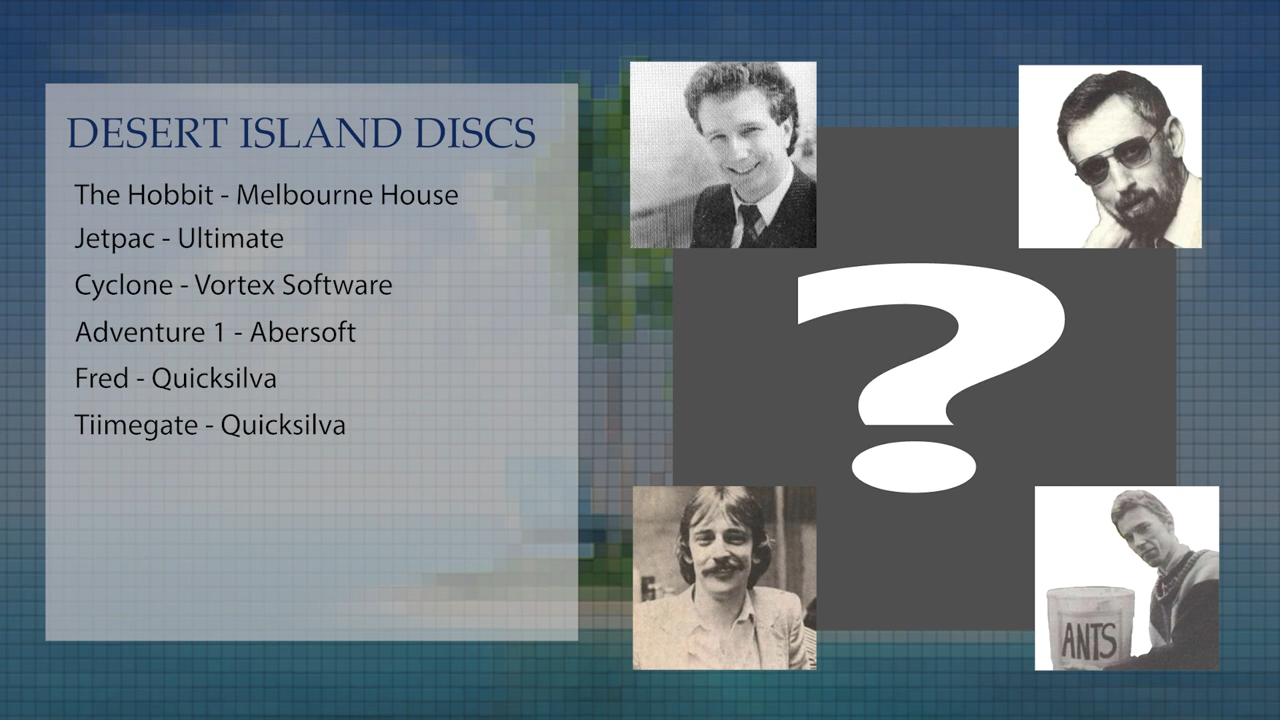 DESERT ISLAND DISCS
The Hobbit - Melbourne House
Jetpac - Ultimate
Cyclone - Vortex Software
Adventure 1 - Abersoft
Fred - Quicksilva
Tiimegate - Quicksilva
?
ANTS